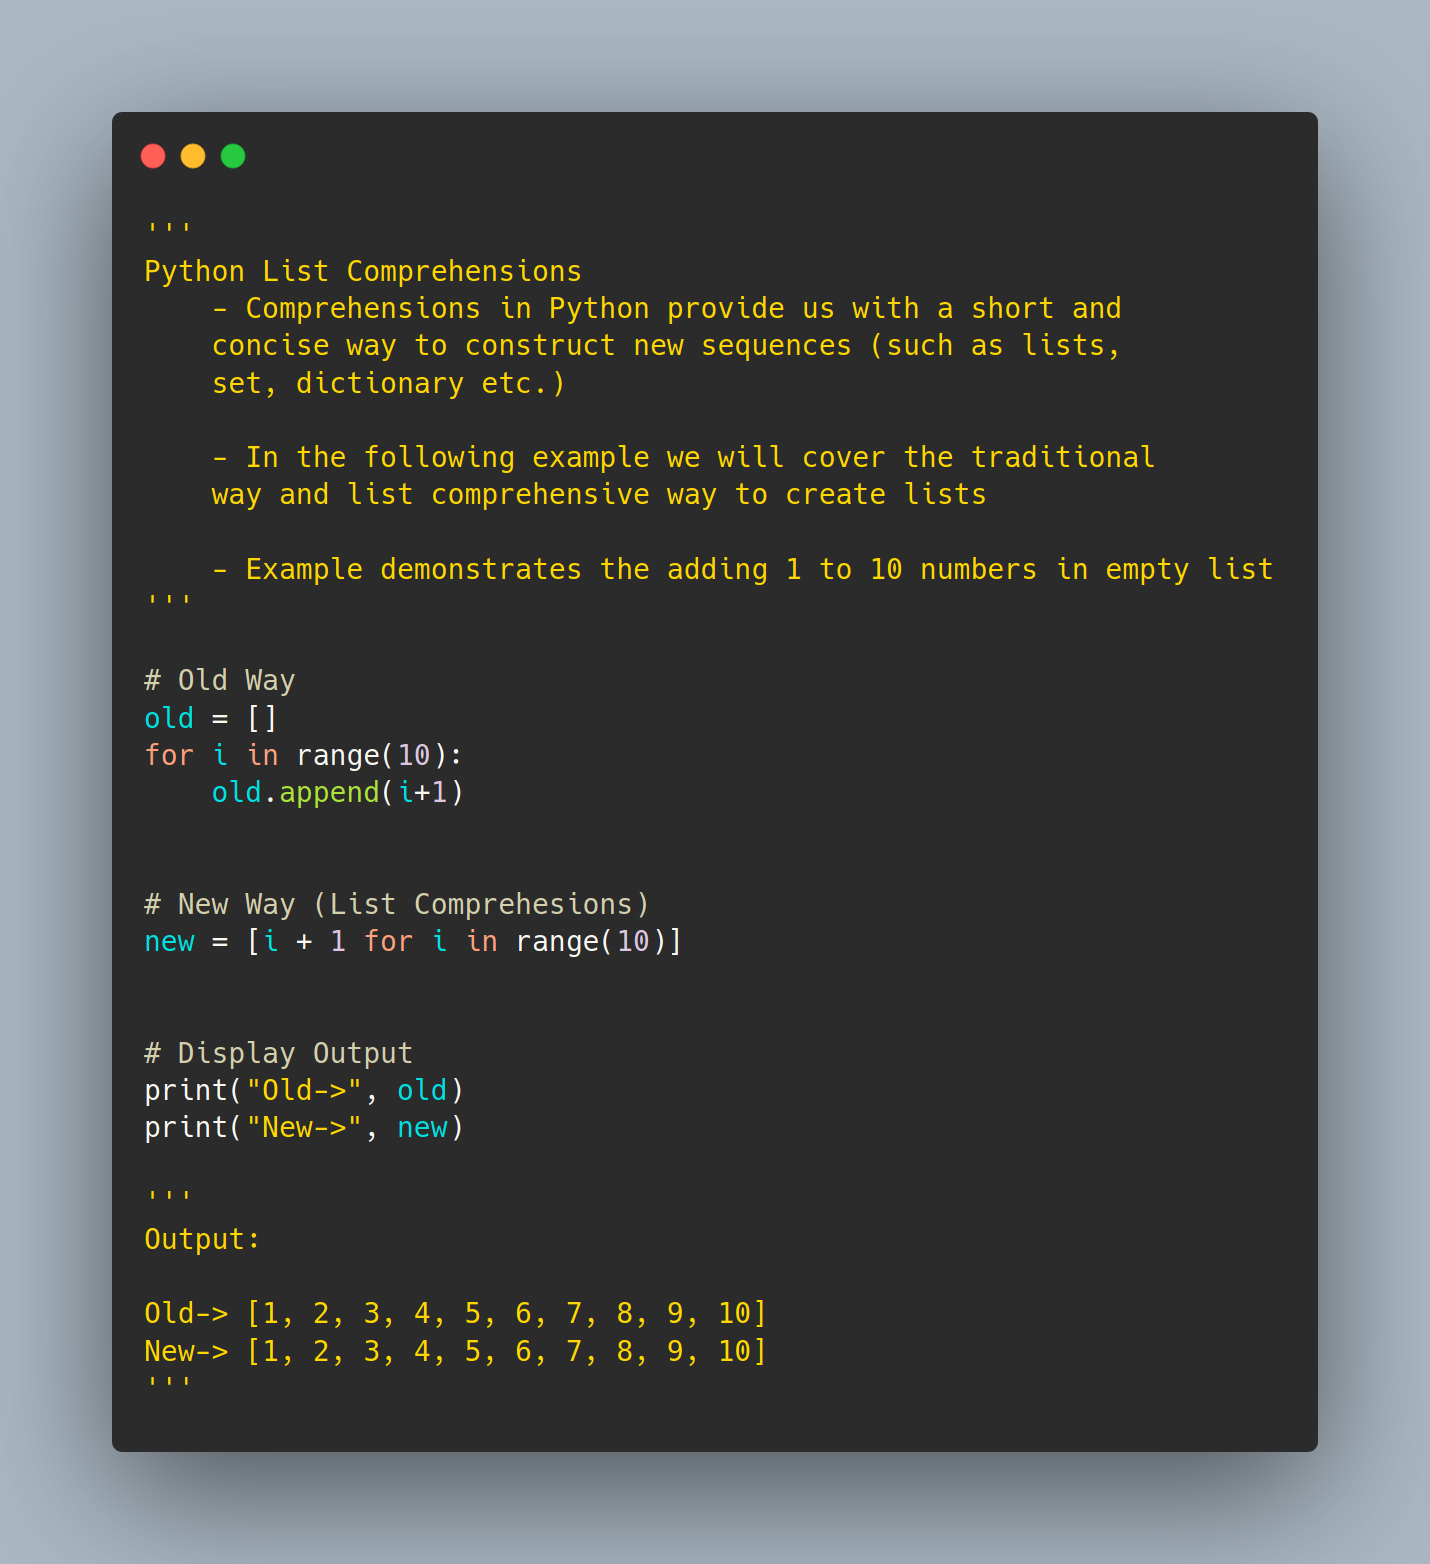 '''
Python List Comprehensions
    - Comprehensions in Python provide us with a short and
    concise way to construct new sequences (such as lists,
    set, dictionary etc.)

    - In the following example we will cover the traditional
    way and list comprehensive way to create lists

    - Example demonstrates the adding 1 to 10 numbers in empty list
'''

# Old Way
old = []
for i in range(10):
    old.append(i+1)


# New Way (List Comprehesions)
new = [i + 1 for i in range(10)]


# Display Output
print("Old->", old)
print("New->", new)

'''
Output:

Old-> [1, 2, 3, 4, 5, 6, 7, 8, 9, 10]
New-> [1, 2, 3, 4, 5, 6, 7, 8, 9, 10]
'''